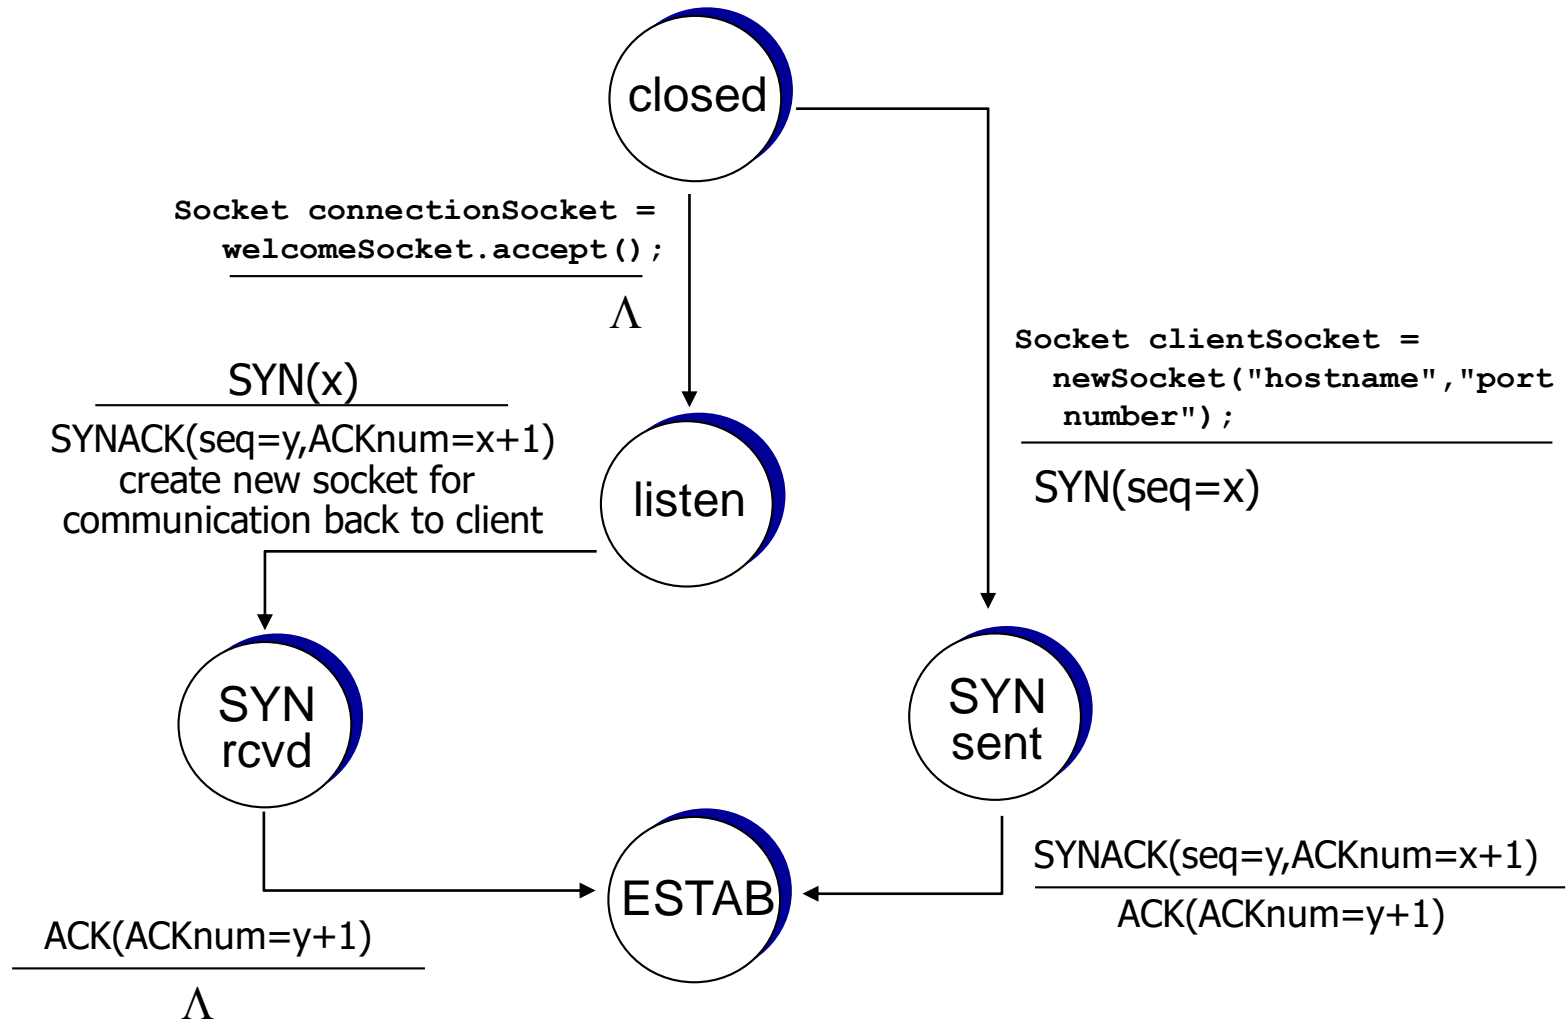 closed
Socket connectionSocket =
welcomeSocket.accept();
Λ
Socket clientSocket =
newSocket("hostname","port
number");
SYN(seq=x)
SYN(x)
SYNACK(seq=y,ACKnum=x+1)
create new socket for
communication back to client
listen
SYN
rcvd
SYN
sent
ESTAB
SYNACK(seq=y,ACKnum=x+1)
ACK(ACKnum=y+1)
ACK(ACKnum=y+1)
Λ